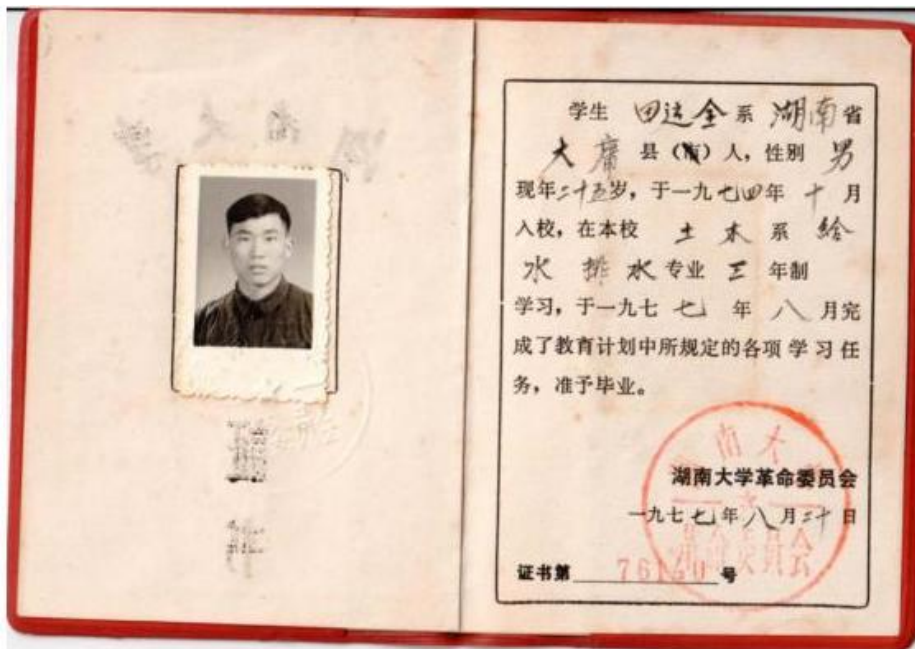 学生 田运全 系 湖南省
大庸 县(市)人，性别 男
现年二十五岁，于一九七四年 十 月
入校，在本校 土 木 系 给
水 排 水 专业 三 年制
学习，于一九七 七 年 八 月完
成了教育计划中所规定的各项学习任
务，准予毕业。
湖南大学革命委员会
一九七七年八月二十日
证书第 号